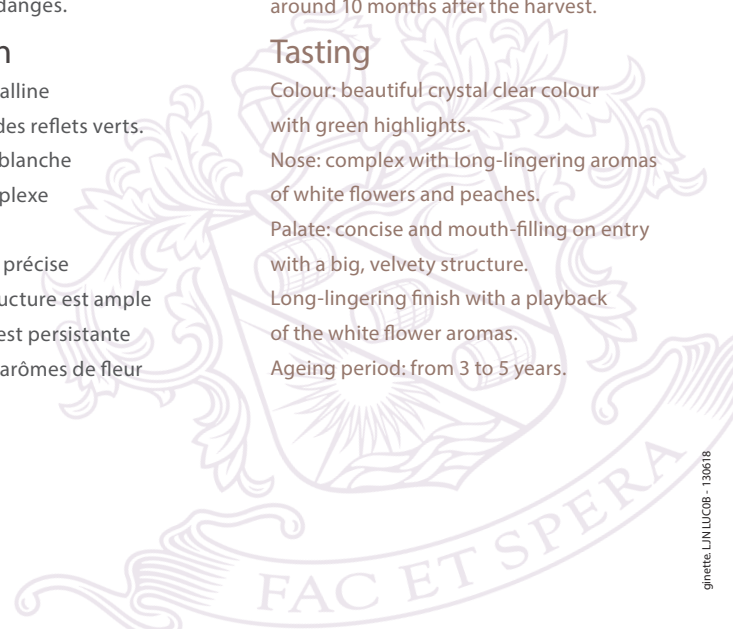 danges.
n
alline
des reflets verts.
blanche
plexe
précise
ucture est ample
est persistante
arômes de fleur
around 10 months after the harvest.
Tasting
Colour: beautiful crystal clear colour
with green highlights.
Nose: complex with long-lingering aromas
of white flowers and peaches.
Palate: concise and mouth-filling on entry
with a big, velvety structure.
Long-lingering finish with a playback
of the white flower aromas.
Ageing period: from 3 to 5 years.
FAC ET SPERA
ginette. LJN LUC0B - 130618